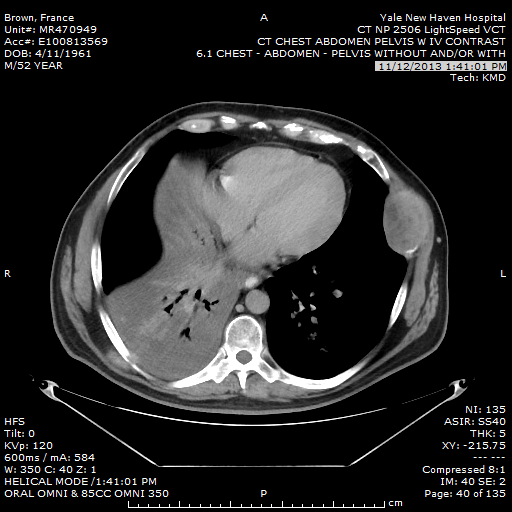 Brown, France
Unit#: MR470949
Acc#: E100813569
DOB: 4/11/1961
M/52 YEAR
A
Yale New Haven Hospital
CT NP 2506 LightSpeed VCT
CT CHEST ABDOMEN PELVIS W IV CONTRAST
6.1 CHEST - ABDOMEN - PELVIS WITHOUT AND/OR WITH
11/12/2013 1:41:01 PM
Tech: KMD
R
L
HFS
Tilt: 0
KVp: 120
600ms / mA: 584
W: 350 C: 40 Z: 1
HELICAL MODE /1:41:01 PM
ORAL OMNI & 85CC OMNI 350
P
cm
NI: 135
ASIR: SS40
THK: 5
XY: -215.75
--- ---
Compressed 8:1
IM: 40 SE: 2
Page: 40 of 135